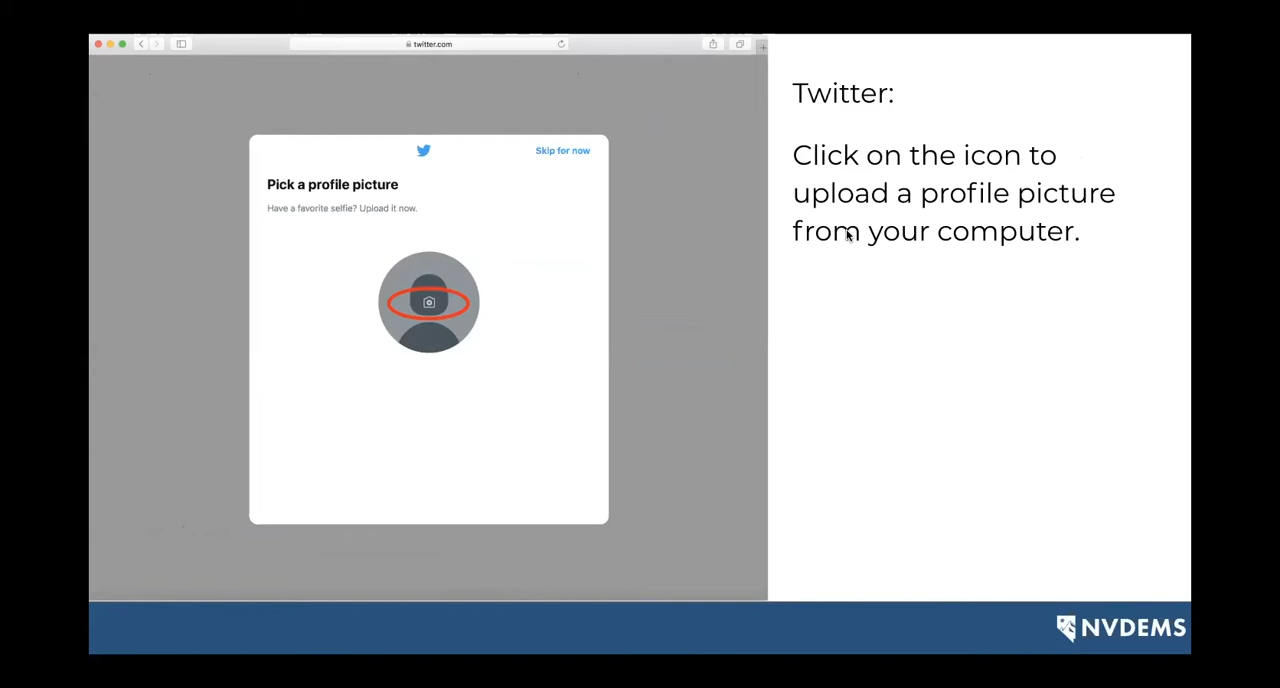 twitter.com
Skip for now
Pick a profile picture
Have a favorite selfie? Upload it now.
Twitter:
Click on the icon to
upload a profile picture
from your computer.
NVDEMS